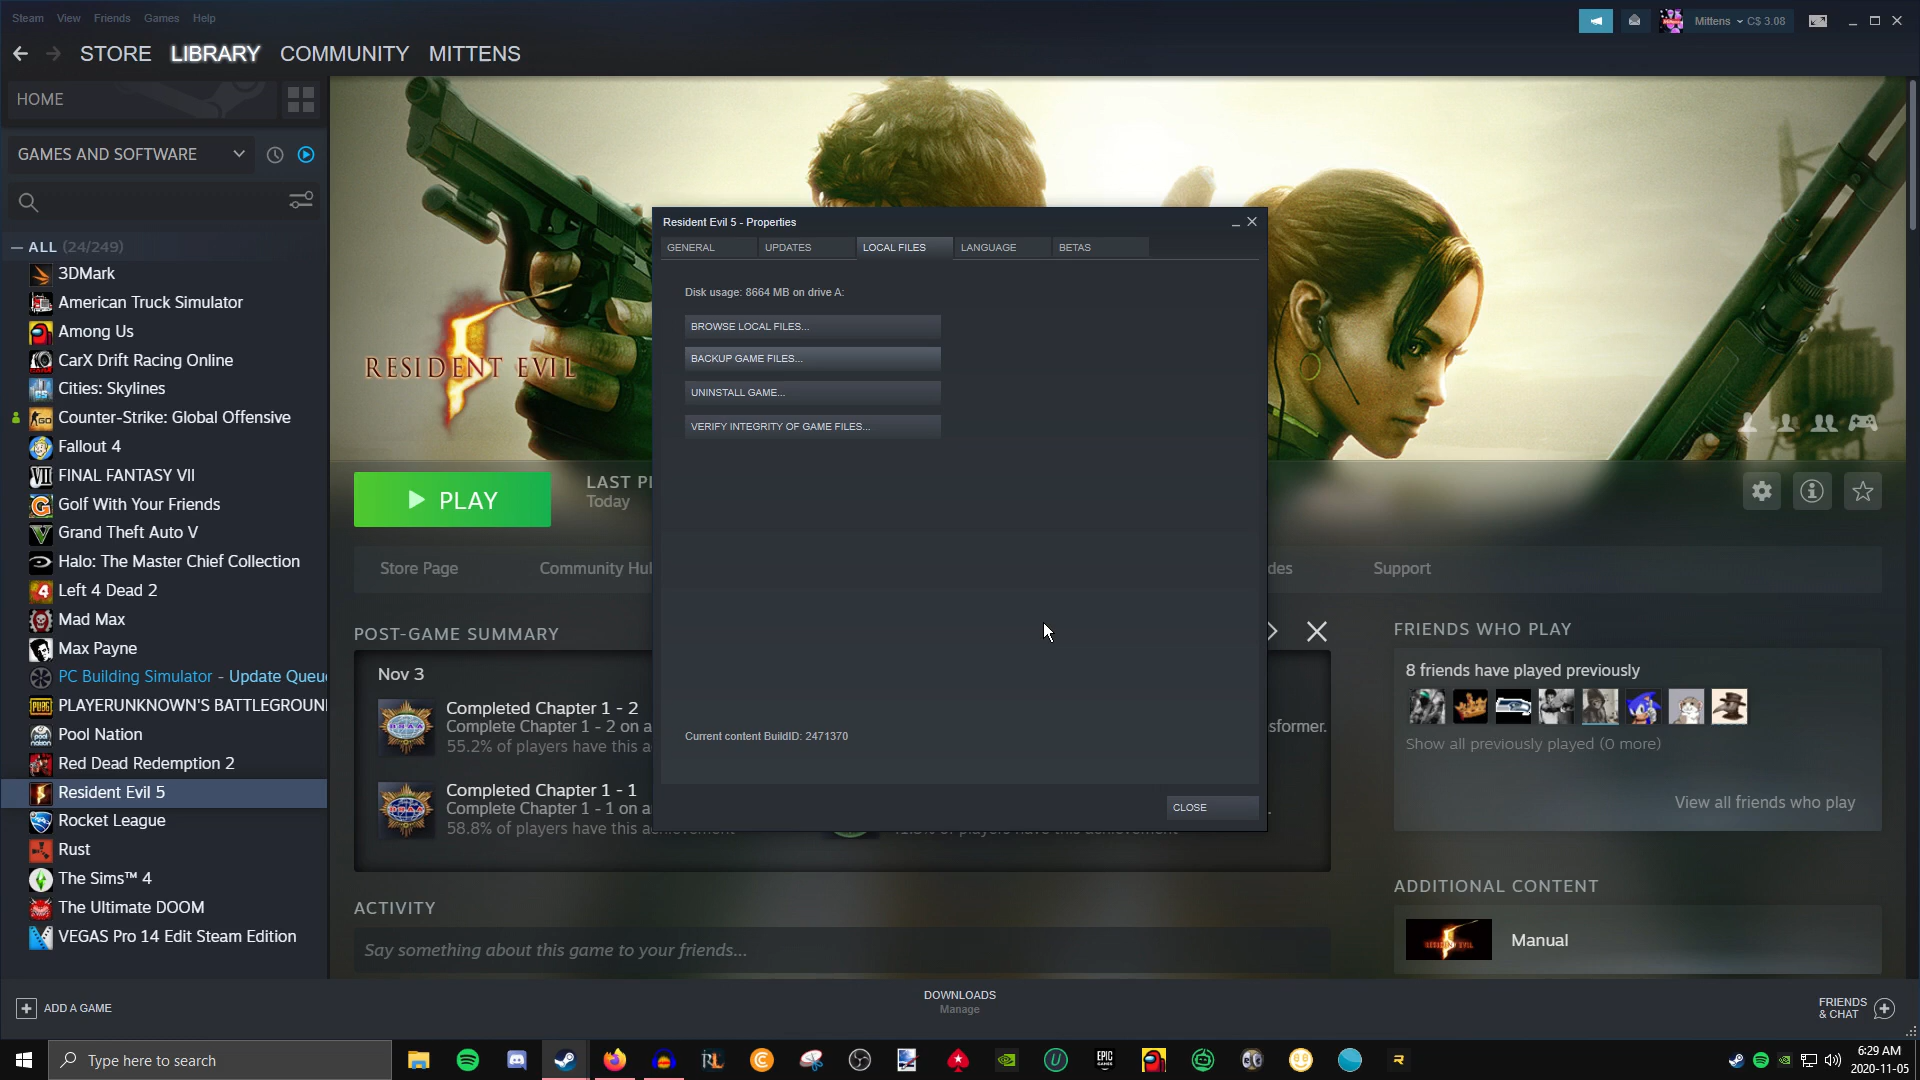 Steam View Friends Games Help
Mittens C$ 3.08
STORE LIBRARY COMMUNITY MITTENS
HOME
GAMES AND SOFTWARE
— ALL (24/249)
3DMark
American Truck Simulator
Among Us
CarX Drift Racing Online
Cities: Skylines
Counter-Strike: Global Offensive
Fallout 4
FINAL FANTASY VII
Golf With Your Friends
Grand Theft Auto V
Halo: The Master Chief Collection
Left 4 Dead 2
Mad Max
Max Payne
PC Building Simulator - Update Queue
PLAYERUNKNOWN'S BATTLEGROUN
Pool Nation
Red Dead Redemption 2
Resident Evil 5
Rocket League
Rust
The Sims™ 4
The Ultimate DOOM
VEGAS Pro 14 Edit Steam Edition
RESIDENT EVIL
5
Resident Evil 5 - Properties
GENERAL UPDATES LOCAL FILES LANGUAGE BETAS
Disk usage: 8664 MB on drive A:
BROWSE LOCAL FILES...
BACKUP GAME FILES...
UNINSTALL GAME...
VERIFY INTEGRITY OF GAME FILES...
Current content BuildID: 2471370
CLOSE
PLAY
LAST PL
Today
Store Page Community Hub des Support
POST-GAME SUMMARY
Nov 3
Completed Chapter 1 - 2
Complete Chapter 1 - 2 on a sformer.
55.2% of players have this a
Completed Chapter 1 - 1
Complete Chapter 1 - 1 on a
58.8% of players have this achievement
of players have this achievement
ACTIVITY
Say something about this game to your friends...
FRIENDS WHO PLAY
8 friends have played previously
Show all previously played (0 more)
View all friends who play
ADDITIONAL CONTENT
Manual
ADD A GAME
DOWNLOADS
Manage
FRIENDS
& CHAT
Type here to search
EPIC
GAMES
6:29 AM
2020-11-05